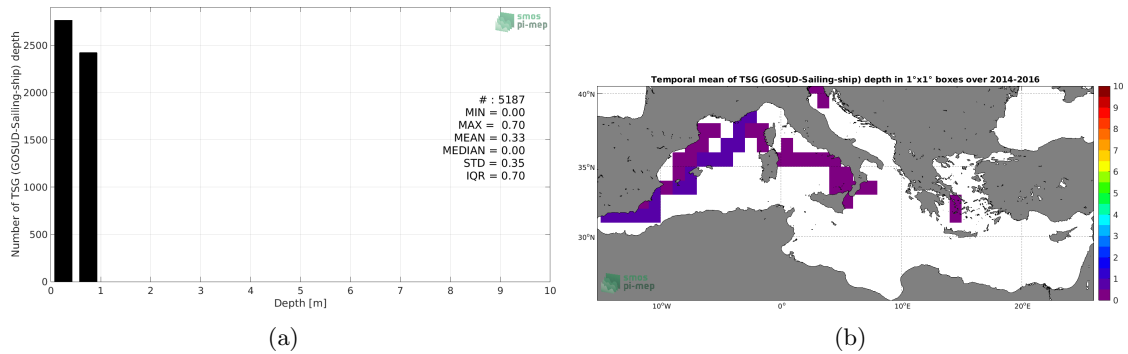 smos
pi-mep
Number of TSG (GOSUD-Sailing-ship) depth
2500
2000
1500
1000
500
0
# : 5187
MIN = 0.00
MAX = 0.70
MEAN = 0.33
MEDIAN = 0.00
STD = 0.35
IQR = 0.70
0 1 2 3 4 5 6 7 8 9 10
Depth [m]
(a)
Temporal mean of TSG (GOSUD-Sailing-ship) depth in 1°x1° boxes over 2014-2016
40°N
35°N
30°N
10°W 0° 10°E 20°E
smos
pi-mep
10
9
8
7
6
5
4
3
2
1
0
(b)